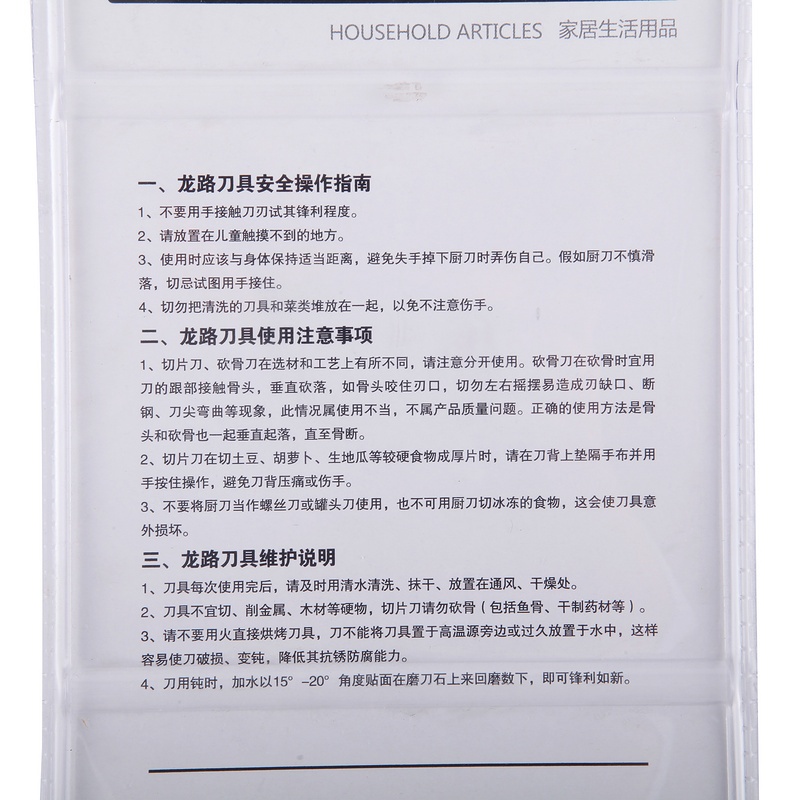 HOUSEHOLD ARTICLES 家居生活用品
一、龙路刀具安全操作指南
1、不要用手接触刀刃试其锋利程度。
2、请放置在儿童触摸不到的地方。
3、使用时应该与身体保持适当距离，避免失手掉下厨刀时弄伤自己。假如厨刀不慎滑
落，切忌试图用手接住。
4、切勿把清洗的刀具和菜类堆放在一起，以免不注意伤手。
二、龙路刀具使用注意事项
1、切片刀、砍骨刀在选材和工艺上有所不同，请注意分开使用。砍骨刀在砍骨时宜用
刀的跟部接触骨头，垂直砍落，如骨头咬住刃口，切勿左右摇摆易造成刃缺口、断
钢、刀尖弯曲等现象，此情况属使用不当，不属产品质量问题。正确的使用方法是骨
头和砍骨也一起垂直起落，直至骨断。
2、切片刀在切土豆、胡萝卜、生地瓜等较硬食物成厚片时，请在刀背上垫隔手布并用
手按住操作，避免刀背压痛或伤手。
3、不要将厨刀当作螺丝刀或罐头刀使用，也不可用厨刀切冰冻的食物，这会使刀具意
外损坏。
三、龙路刀具维护说明
1、刀具每次使用完后，请及时用清水清洗、抹干、放置在通风、干燥处。
2、刀具不宜切、削金属、木材等硬物，切片刀请勿砍骨（包括鱼骨、干制药材等）。
3、请不要用火直接烘烤刀具，刀不能将刀具置于高温源旁边或过久放置于水中，这样
容易使刀破损、变钝，降低其抗锈防腐能力。
4、刀用钝时，加水以15°-20°角度贴面在磨刀石上来回磨数下，即可锋利如新。